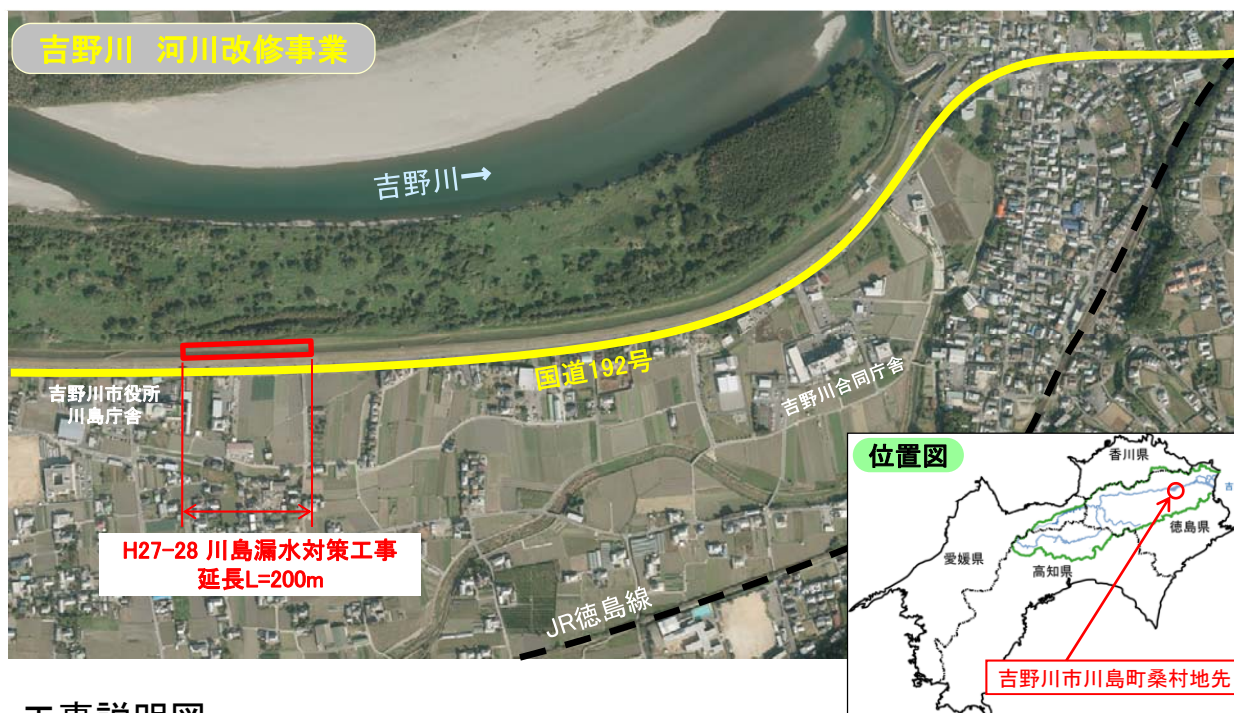 吉野川　河川改修事業
吉野川→
国道192号
吉野川市役所
川島庁舎
吉野川合同庁舎
H27-28 川島漏水対策工事
延長L=200m
JR徳島線
位置図
香川県
吉
徳島県
愛媛県
高知県
吉野川市川島町桑村地先
工事説明図